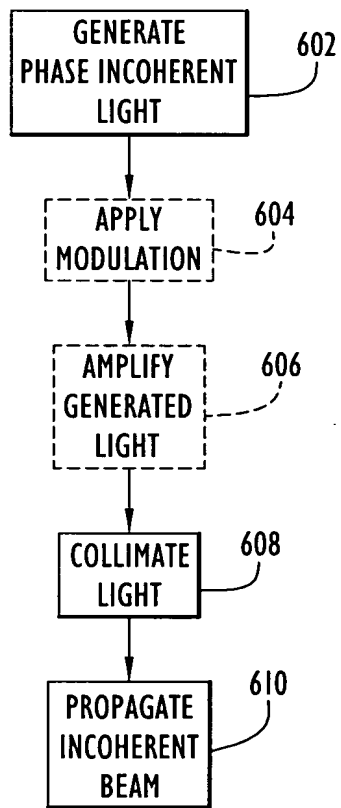 GENERATE
PHASE INCOHERENT
LIGHT
602
APPLY
MODULATION
604
AMPLIFY
GENERATED
LIGHT
606
COLLIMATE
LIGHT
608
PROPAGATE
INCOHERENT
BEAM
610